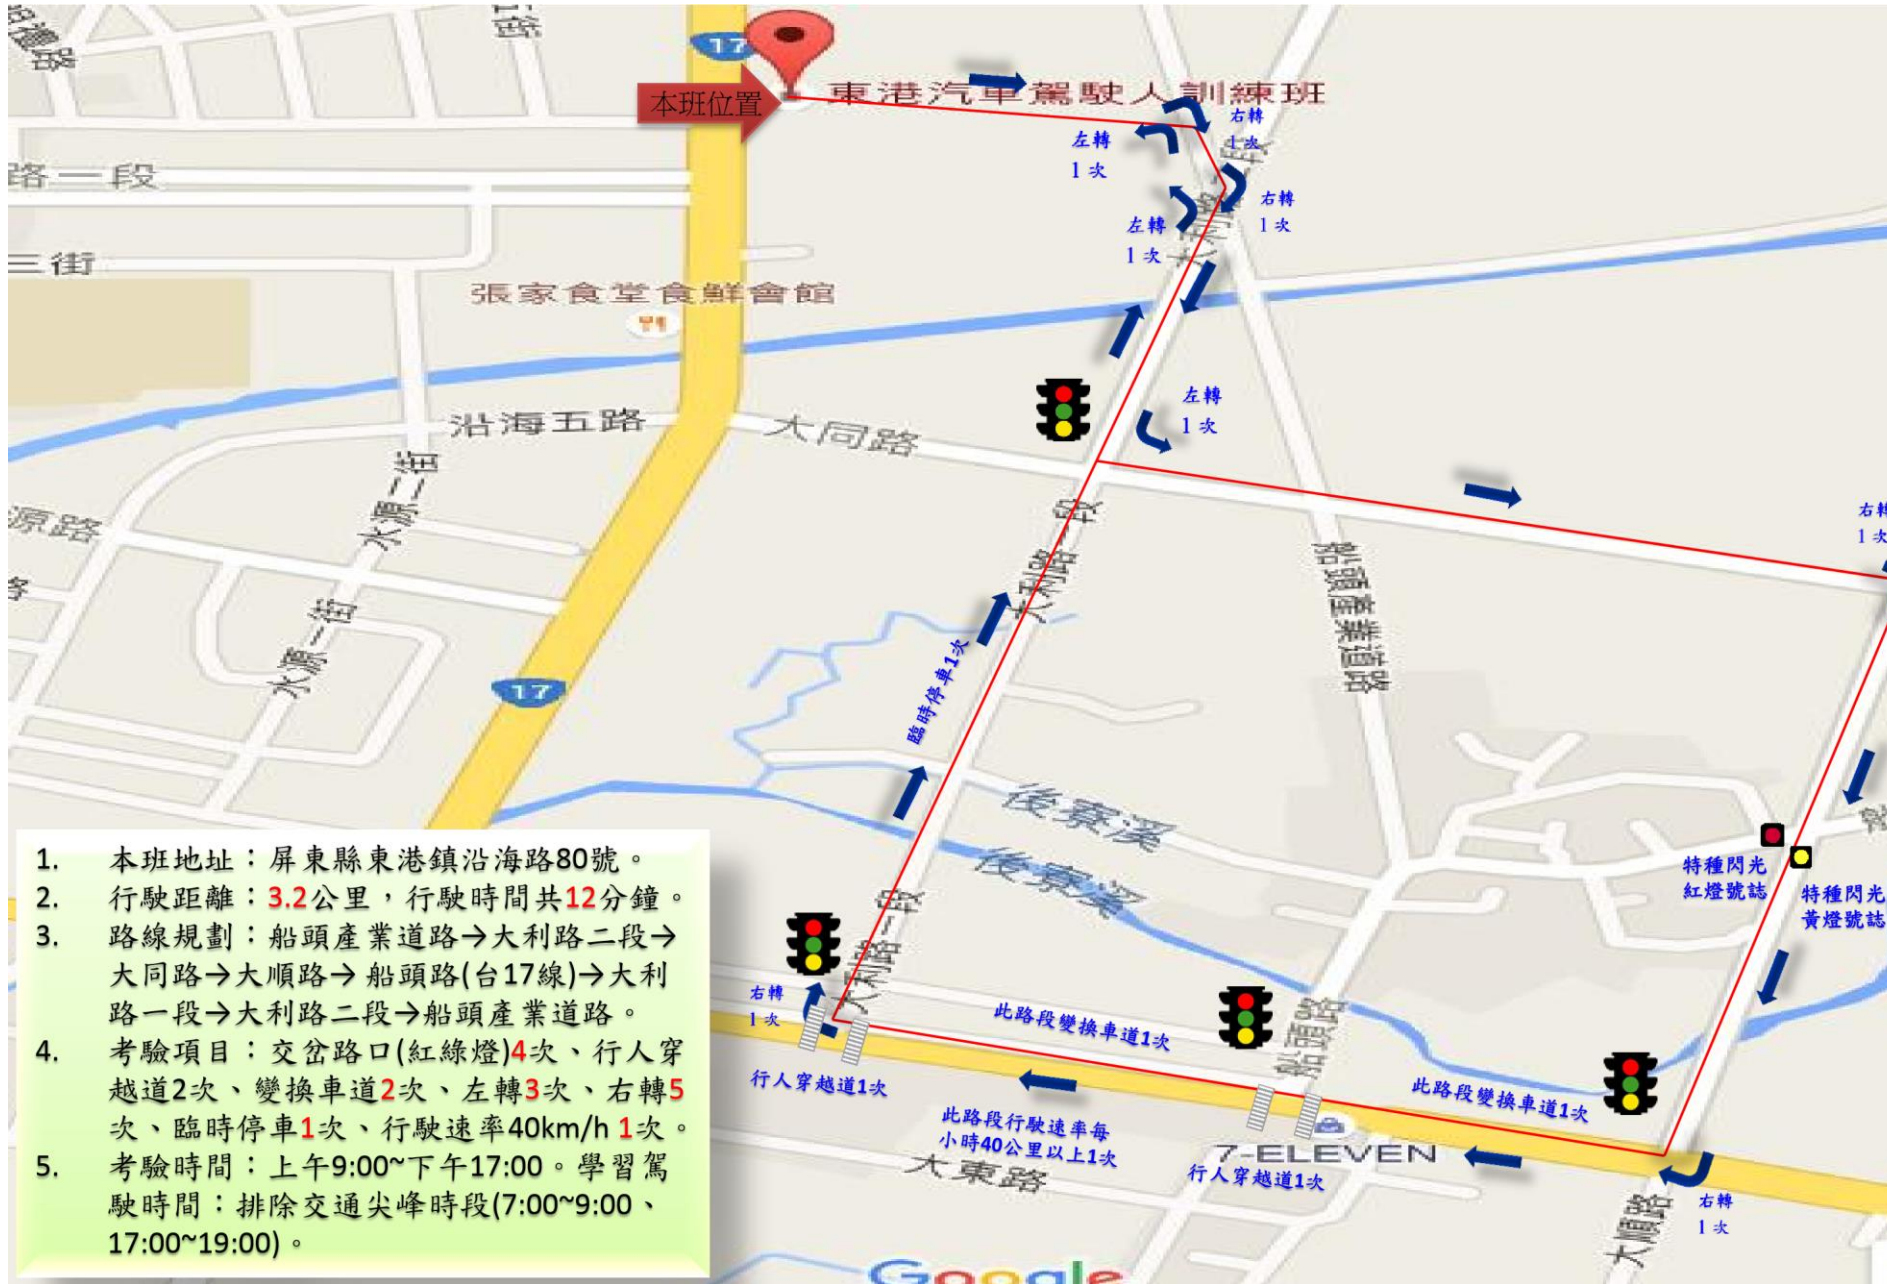 17
本班位置
東港汽車駕駛人訓練班
右轉
1 次
左轉
1 次
右轉
1 次
左轉
1 次
大利路二段
路一段
三街
張家食堂食鮮會館
左轉
1 次
沿海五路
大同路
源路
水源二街
水源一街
17
大利路一段
臨時停車1次
船頭產業道路
右轉
1 次
後寮溪
後寮溪
特種閃光
紅燈號誌
特種閃光
黃燈號誌
大利路一段
右轉
1 次
此路段變換車道1次
船頭路
行人穿越道1次
此路段行駛速率每
小時40公里以上1次
此路段變換車道1次
7-ELEVEN
行人穿越道1次
大東路
大順路
右轉
1 次
Google
1. 本班地址：屏東縣東港鎮沿海路80號。
2. 行駛距離：3.2公里，行駛時間共12分鐘。
3. 路線規劃：船頭產業道路→大利路二段→
大同路→大順路→ 船頭路(台17線)→大利
路一段→大利路二段→船頭產業道路。
4. 考驗項目：交岔路口(紅綠燈)4次、行人穿
越道2次、變換車道2次、左轉3次、右轉5
次、臨時停車1次、行駛速率40km/h 1次。
5. 考驗時間：上午9:00~下午17:00。學習駕
駛時間：排除交通尖峰時段(7:00~9:00、
17:00~19:00)。